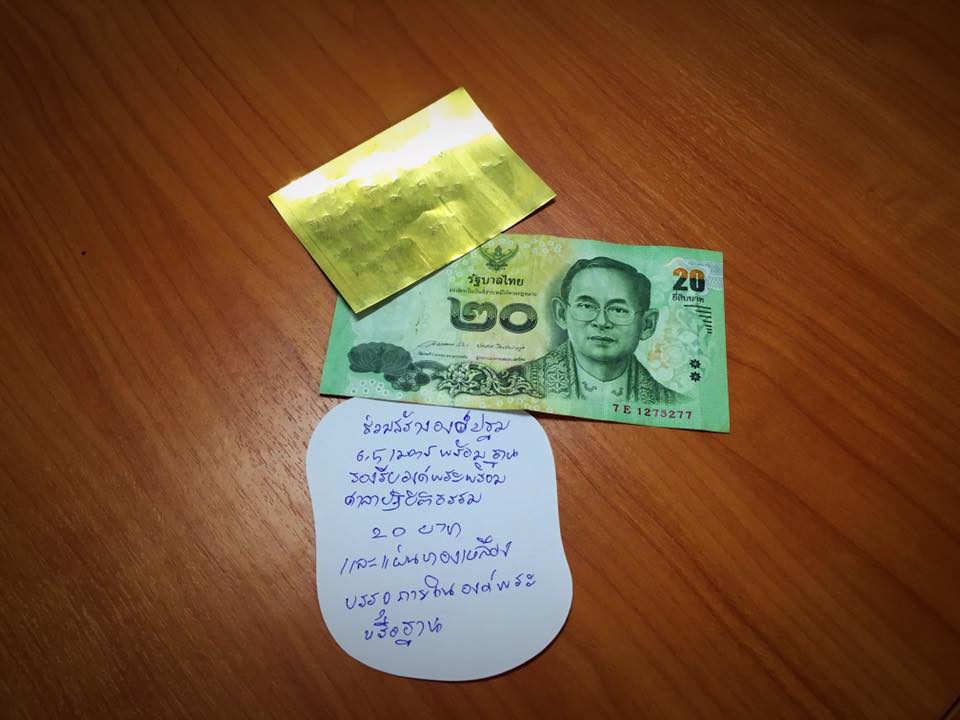 รัฐบาลไทย
๒๐
20
ยี่สิบบาท
7E 1273277
ร่วมสร้างองค์ปฐม
6.5 เมตร พร้อมฐาน
รองรับองค์พระพร้อม
ศาลาปฏิบัติธรรม
20 บาท
และแผ่นทองเหลือง
บรรจุภายในองค์พระ
หรือฐาน